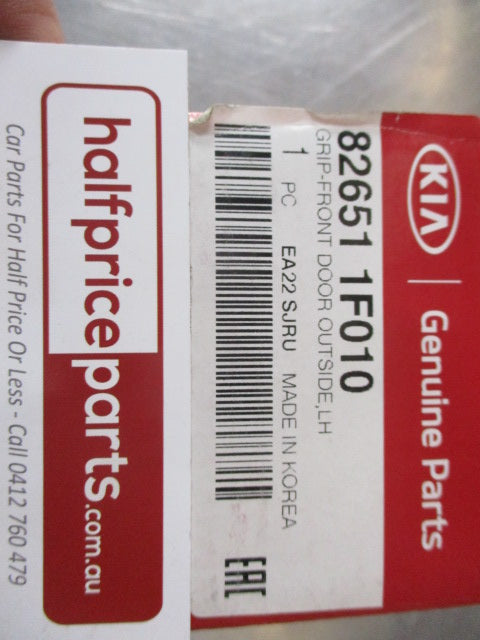 KIA | Genuine Parts
82651 1F010
GRIP-FRONT DOOR OUTSIDE,LH
1 PC EA22 SJRU MADE IN KOREA
EAC
halfpriceparts.com.au
Car Parts For Half Price Or Less - Call 0412 760 479